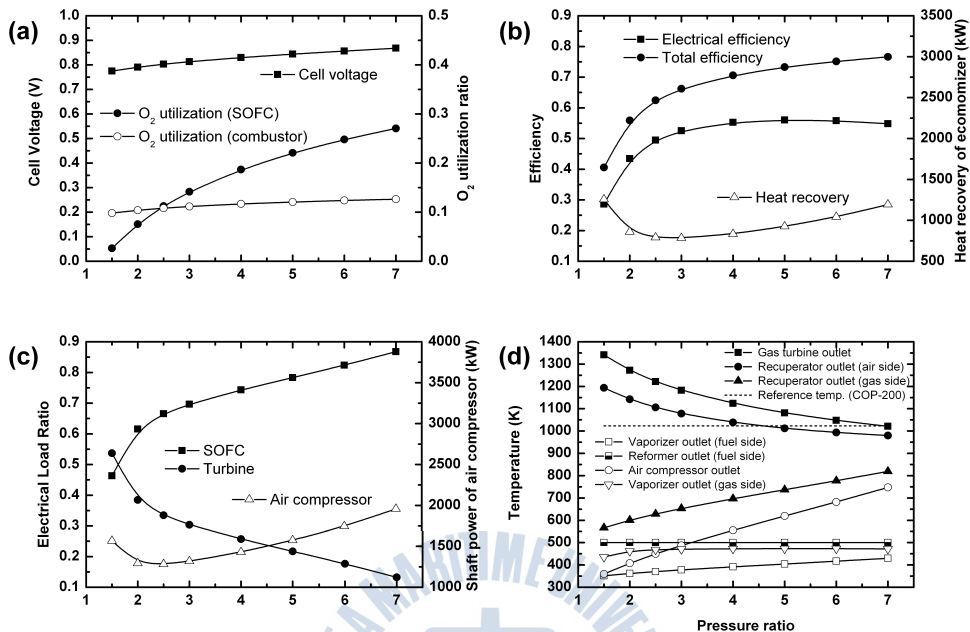 (a)
Cell Voltage (V)
1.0
0.9
0.8
0.7
0.6
0.5
0.4
0.3
0.2
0.1
0.0
Cell voltage
O2 utilization (SOFC)
O2 utilization (combustor)
0.5
0.4
0.3
0.2
0.1
0.0
O2 utilization ratio
1 2 3 4 5 6 7
(b)
Efficiency
0.9
0.8
0.7
0.6
0.5
0.4
0.3
0.2
0.1
Electrical efficiency
Total efficiency
Heat recovery
3500
3000
2500
2000
1500
1000
500
Heat recovery of ecomomizer (kW)
1 2 3 4 5 6 7
(c)
Electrical Load Ratio
0.9
0.8
0.7
0.6
0.5
0.4
0.3
0.2
0.1
SOFC
Turbine
Air compressor
4000
3500
3000
2500
2000
1500
1000
Shaft power of air compressor (kW)
1 2 3 4 5 6 7
(d)
Temperature (K)
1400
1300
1200
1100
1000
900
800
700
600
500
400
300
Gas turbine outlet
Recuperator outlet (air side)
Recuperator outlet (gas side)
Reference temp. (COP-200)
Vaporizer outlet (fuel side)
Reformer outlet (fuel side)
Air compressor outlet
Vaporizer outlet (gas side)
1 2 3 4 5 6 7
Pressure ratio
A MARITIME UNIVE